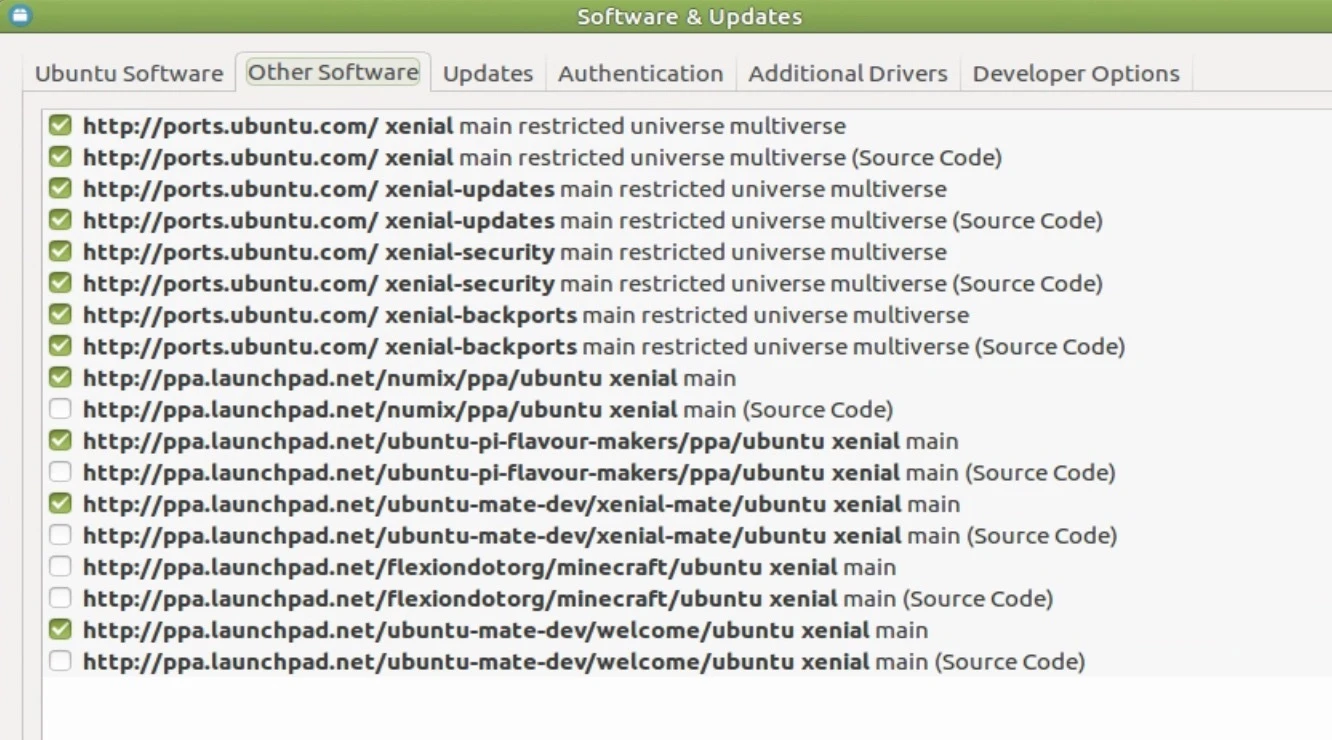 Software & Updates
Ubuntu Software Other Software Updates Authentication Additional Drivers Developer Options
http://ports.ubuntu.com/ xenial main restricted universe multiverse
http://ports.ubuntu.com/ xenial main restricted universe multiverse (Source Code)
http://ports.ubuntu.com/ xenial-updates main restricted universe multiverse
http://ports.ubuntu.com/ xenial-updates main restricted universe multiverse (Source Code)
http://ports.ubuntu.com/ xenial-security main restricted universe multiverse
http://ports.ubuntu.com/ xenial-security main restricted universe multiverse (Source Code)
http://ports.ubuntu.com/ xenial-backports main restricted universe multiverse
http://ports.ubuntu.com/ xenial-backports main restricted universe multiverse (Source Code)
http://ppa.launchpad.net/numix/ppa/ubuntu xenial main
http://ppa.launchpad.net/numix/ppa/ubuntu xenial main (Source Code)
http://ppa.launchpad.net/ubuntu-pi-flavour-makers/ppa/ubuntu xenial main
http://ppa.launchpad.net/ubuntu-pi-flavour-makers/ppa/ubuntu xenial main (Source Code)
http://ppa.launchpad.net/ubuntu-mate-dev/xenial-mate/ubuntu xenial main
http://ppa.launchpad.net/ubuntu-mate-dev/xenial-mate/ubuntu xenial main (Source Code)
http://ppa.launchpad.net/flexiondotorg/minecraft/ubuntu xenial main
http://ppa.launchpad.net/flexiondotorg/minecraft/ubuntu xenial main (Source Code)
http://ppa.launchpad.net/ubuntu-mate-dev/welcome/ubuntu xenial main
http://ppa.launchpad.net/ubuntu-mate-dev/welcome/ubuntu xenial main (Source Code)